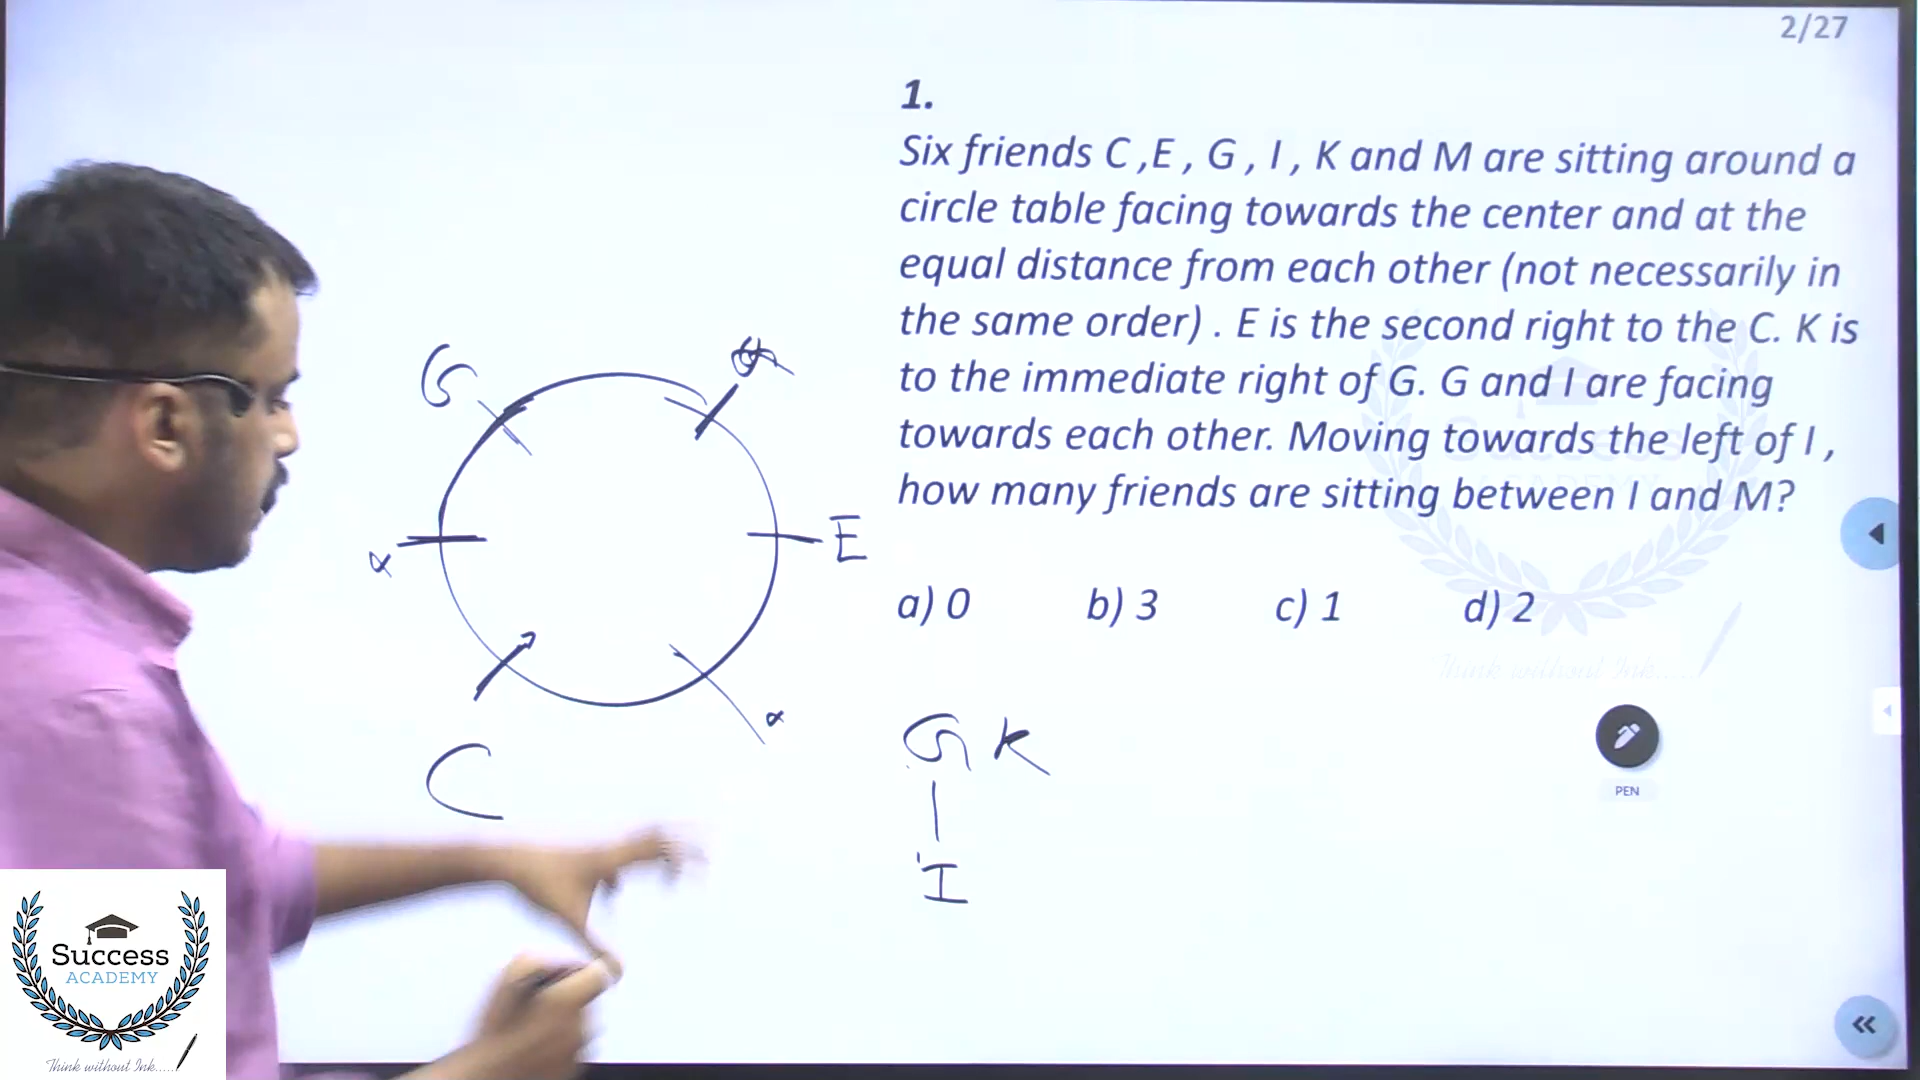 2/27
1.
Six friends C ,E , G , I , K and M are sitting around a
circle table facing towards the center and at the
equal distance from each other (not necessarily in
the same order) . E is the second right to the C. K is
to the immediate right of G. G and I are facing
towards each other. Moving towards the left of I ,
how many friends are sitting between I and M?
a) 0 b) 3 c) 1 d) 2
G
E
C
G K
I
PEN
Think without Ink.....
Success
ACADEMY
Think without Ink.....